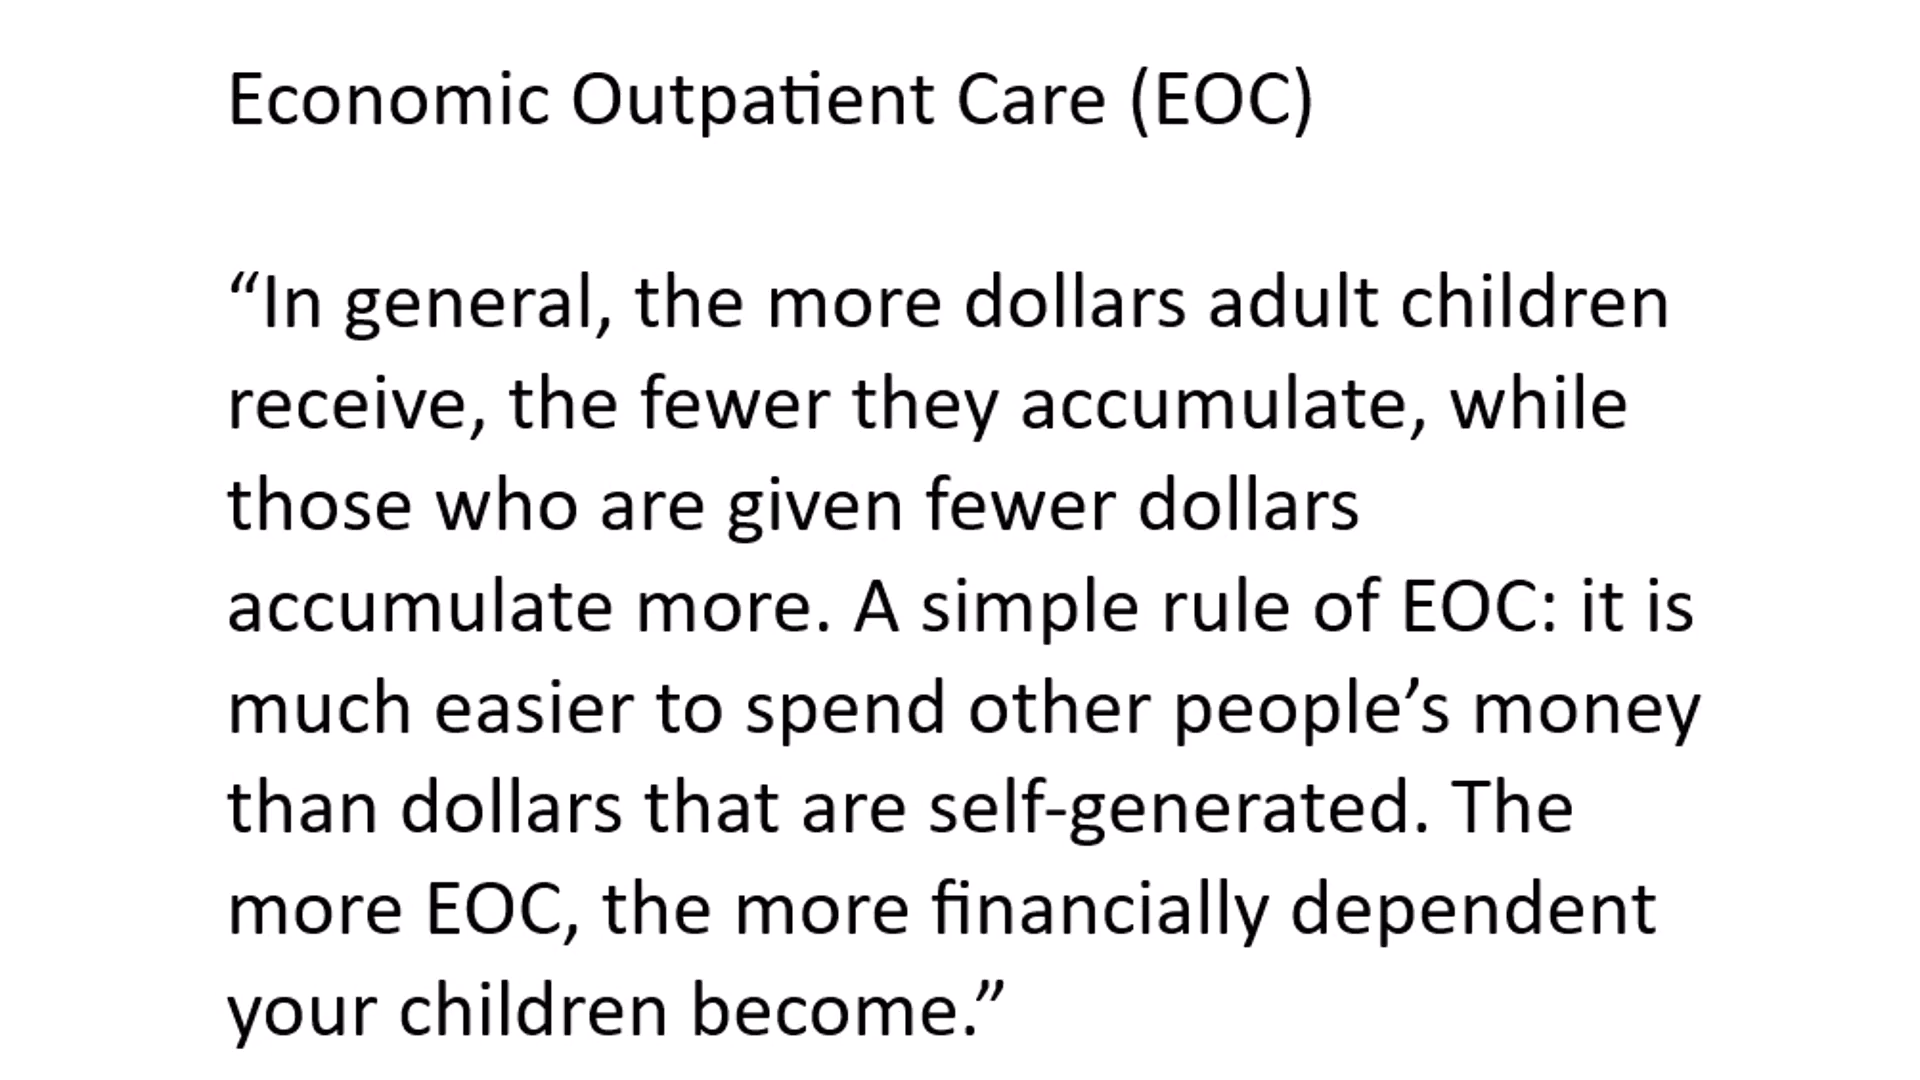 Economic Outpatient Care (EOC)
“In general, the more dollars adult children
receive, the fewer they accumulate, while
those who are given fewer dollars
accumulate more. A simple rule of EOC: it is
much easier to spend other people’s money
than dollars that are self-generated. The
more EOC, the more financially dependent
your children become.”